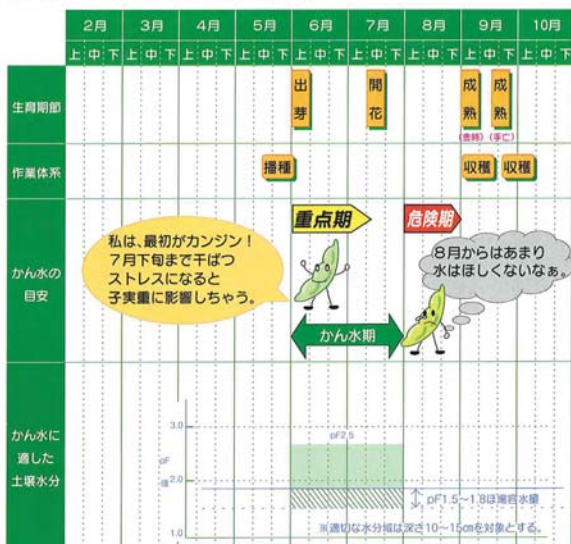 2月 3月 4月 5月 6月 7月 8月 9月 10月
上 中 下 上 中 下 上 中 下 上 中 下 上 中 下 上 中 下 上 中 下 上 中 下 上 中 下
生育期節
出芽
開花
成熟
成熟
(金時)
(手亡)
作業体系
播種
収穫
収穫
かん水の
目安
重点期
危険期
私は、最初がカンジン！
7月下旬まで干ばつ
ストレスになると
子実重に影響しちゃう。
8月からはあまり
水はほしくないなぁ。
かん水期
かん水に
適した
土壌水分
pF
値
3.0
2.0
1.0
pF2.5
pF1.5～1.8ほ場容水量
※適切な水分域は深さ10～15cmを対象とする。